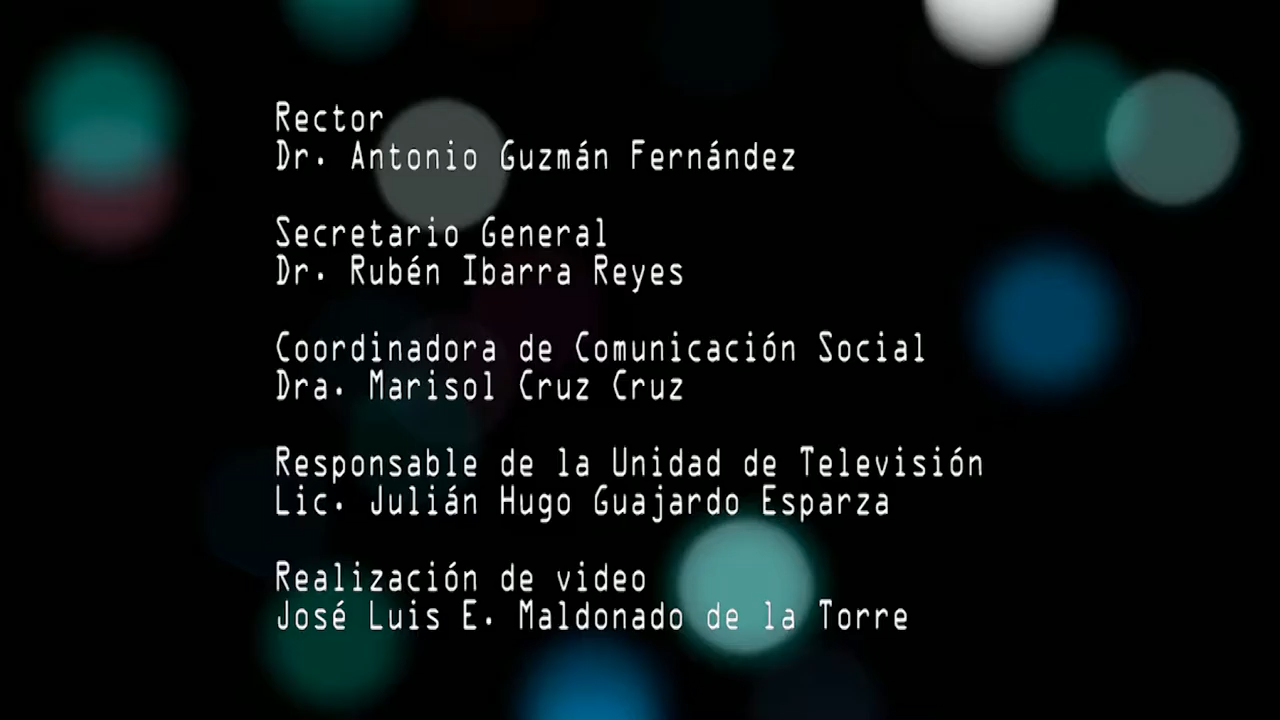 Rector
Dr. Antonio Guzmán Fernández
Secretario General
Dr. Rubén Ibarra Reyes
Coordinadora de Comunicación Social
Dra. Marisol Cruz Cruz
Responsable de la Unidad de Televisión
Lic. Julián Hugo Guajardo Esparza
Realización de video
José Luis E. Maldonado de la Torre